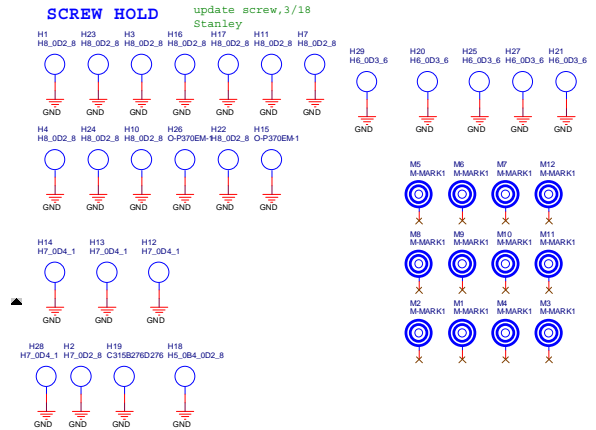 SCREW HOLD
update screw,3/18
Stanley
H1 H23 H3 H16 H17 H11 H7
H8_0D2_8 H8_0D2_8 H8_0D2_8 H8_0D2_8 H8_0D2_8 H8_0D2_8 H8_0D2_8
GND GND GND GND GND GND GND
H29 H20 H25 H27 H21
H6_0D3_6 H6_0D3_6 H6_0D3_6 H6_0D3_6 H6_0D3_6
GND GND GND GND GND
H4 H24 H10 H26 H22 H15
H8_0D2_8 H8_0D2_8 H8_0D2_8 O-P370EM-1 H8_0D2_8 O-P370EM-1
GND GND GND GND GND GND
M5 M6 M7 M12
M-MARK1 M-MARK1 M-MARK1 M-MARK1
M8 M9 M10 M11
M-MARK1 M-MARK1 M-MARK1 M-MARK1
M2 M1 M4 M3
M-MARK1 M-MARK1 M-MARK1 M-MARK1
H14 H13 H12
H7_0D4_1 H7_0D4_1 H7_0D4_1
GND GND GND
H28 H2 H19 H18
H7_0D4_1 H7_0D2_8 C315B276D276 H5_0B4_0D2_8
GND GND GND GND